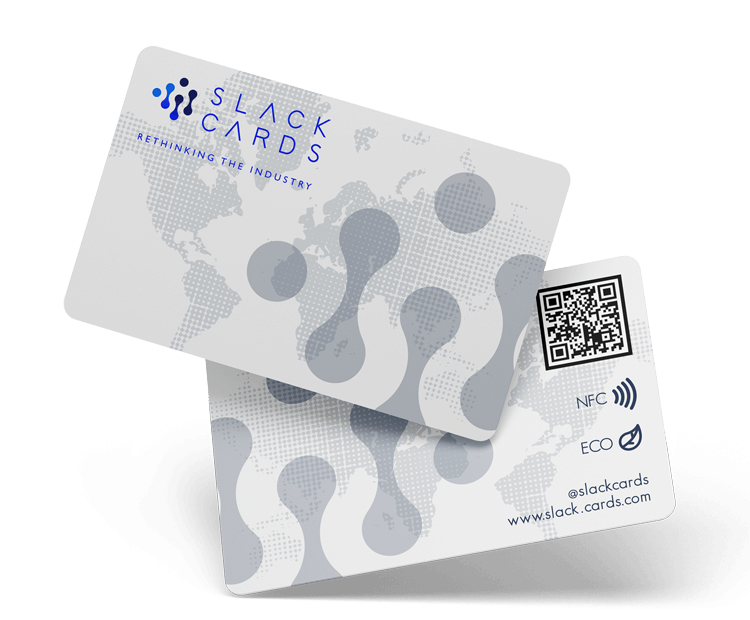 SLACK
CARDS
RETHINKING THE INDUSTRY
NFC
ECO
@slackcards
www.slack.cards.com